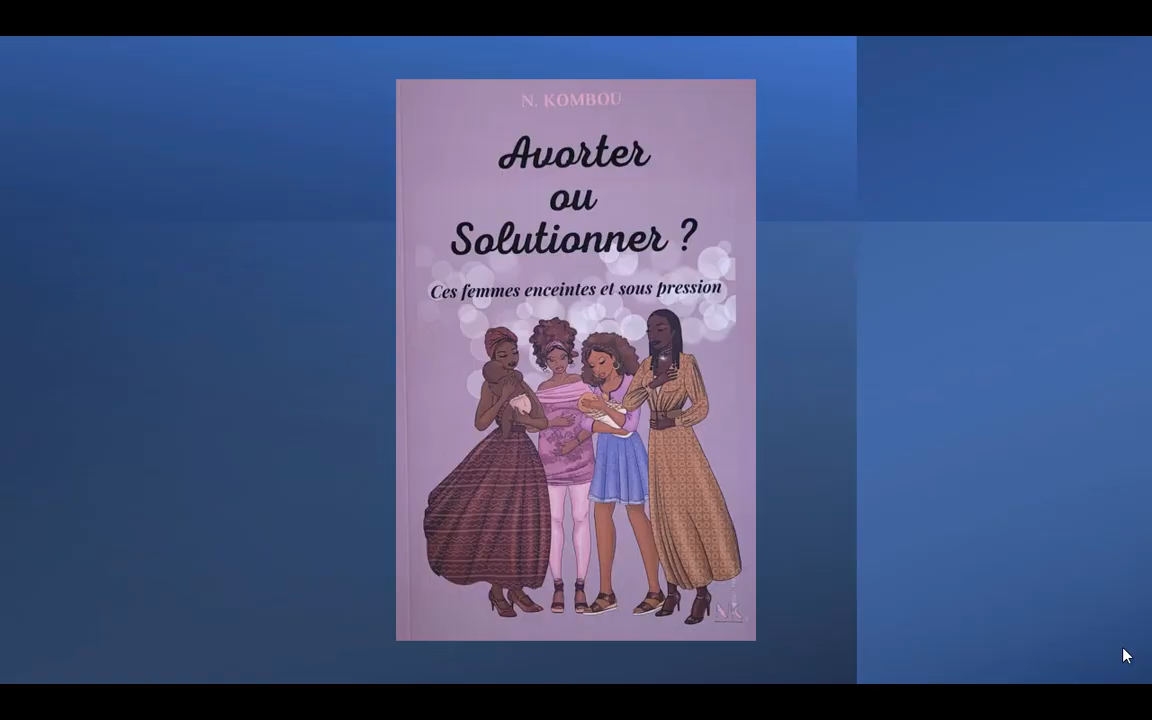 N. KOMBOU
Avorter
ou
Solutionner ?
Ces femmes enceintes et sous pression